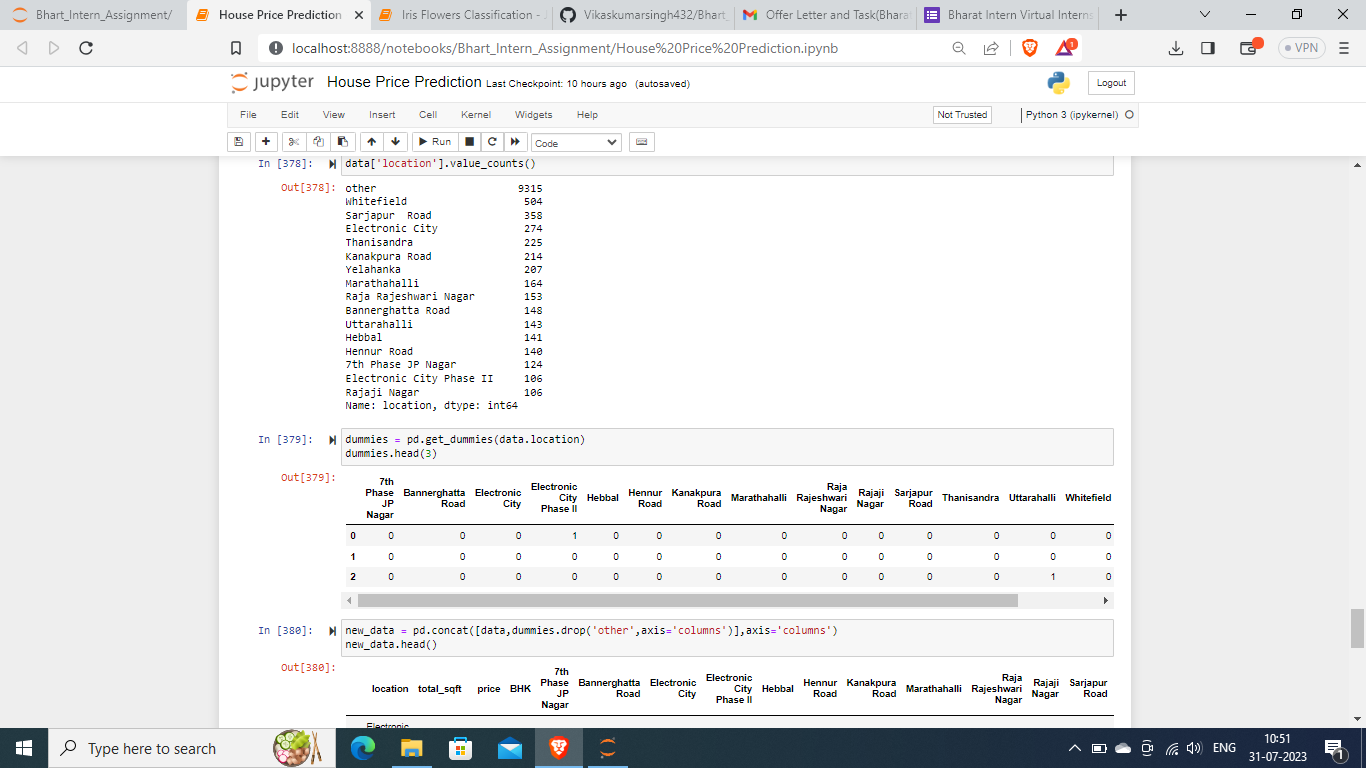 Bhart_Intern_Assignment/
House Price Prediction
Iris Flowers Classification - J
Vikaskumarsingh432/Bhart_
Offer Letter and Task(Bharat
Bharat Intern Virtual Interns
localhost:8888/notebooks/Bhart_Intern_Assignment/House%20Price%20Prediction.ipynb
1
VPN
jupyter House Price Prediction Last Checkpoint: 10 hours ago (autosaved)
Logout
File Edit View Insert Cell Kernel Widgets Help
Not Trusted
Python 3 (ipykernel)
Run
Code
In [378]: data['location'].value_counts()
Out[378]: other 9315
Whitefield 504
Sarjapur  Road 358
Electronic City 274
Thanisandra 225
Kanakpura Road 214
Yelahanka 207
Marathahalli 164
Raja Rajeshwari Nagar 153
Bannerghatta Road 148
Uttarahalli 143
Hebbal 141
Hennur Road 140
7th Phase JP Nagar 124
Electronic City Phase II 106
Rajaji Nagar 106
Name: location, dtype: int64
In [379]: dummies = pd.get_dummies(data.location)
dummies.head(3)
Out[379]:
7th Phase JP Nagar Bannerghatta Road Electronic City Electronic City Phase II Hebbal Hennur Road Kanakpura Road Marathahalli Raja Rajeshwari Nagar Rajaji Nagar Sarjapur Road Thanisandra Uttarahalli Whitefield
0 0 0 0 1 0 0 0 0 0 0 0 0 0 0
1 0 0 0 0 0 0 0 0 0 0 0 0 0 0
2 0 0 0 0 0 0 0 0 0 0 0 0 1 0
In [380]: new_data = pd.concat([data,dummies.drop('other',axis='columns')],axis='columns')
new_data.head()
Out[380]:
location total_sqft price BHK 7th Phase JP Nagar Bannerghatta Road Electronic City Electronic City Phase II Hebbal Hennur Road Kanakpura Road Marathahalli Raja Rajeshwari Nagar Rajaji Nagar Sarjapur Road
Electronic
Type here to search
ENG
10:51
31-07-2023
1